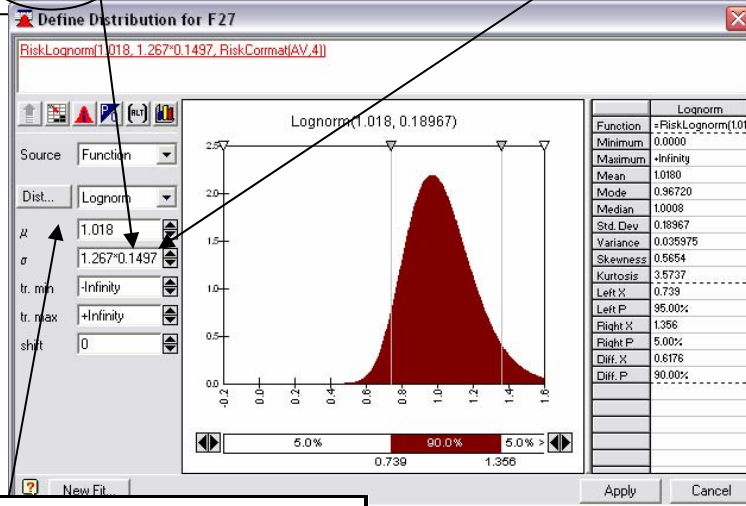 Define Distribution for F27
RiskLognorm(1.018, 1.267*0.1497, RiskCorrmat(AV,4))
Source Function
Dist... Lognorm
μ 1.018
σ 1.267*0.1497
tr. min -Infinity
tr. max +Infinity
shift 0
Lognorm(1.018, 0.18967)
2.5
2.0
1.5
1.0
0.5
0.0
-0.2 0.0 0.2 0.4 0.6 0.8 1.0 1.2 1.4 1.6
5.0% 90.0% 5.0% >
0.739 1.356
Lognorm
Function =RiskLognorm(1.01
Minimum 0.0000
Maximum +Infinity
Mean 1.0180
Mode 0.96720
Median 1.0008
Std. Dev 0.18967
Variance 0.035975
Skewness 0.5654
Kurtosis 3.5737
Left X 0.739
Left P 95.00%
Right X 1.356
Right P 5.00%
Diff. X 0.6176
Diff. P 90.00%
New Fit...
Apply Cancel